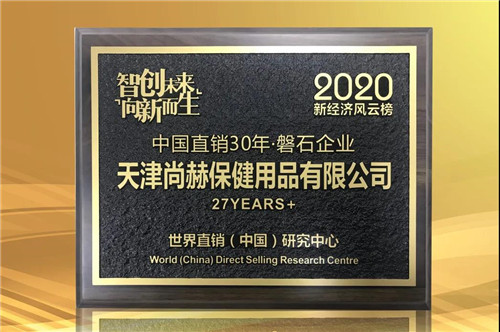 智创未来
向新而生
2020
新经济风云榜
中国直销30年·磐石企业
天津尚赫保健用品有限公司
27YEARS+
世界直销（中国）研究中心
World (China) Direct Selling Research Centre